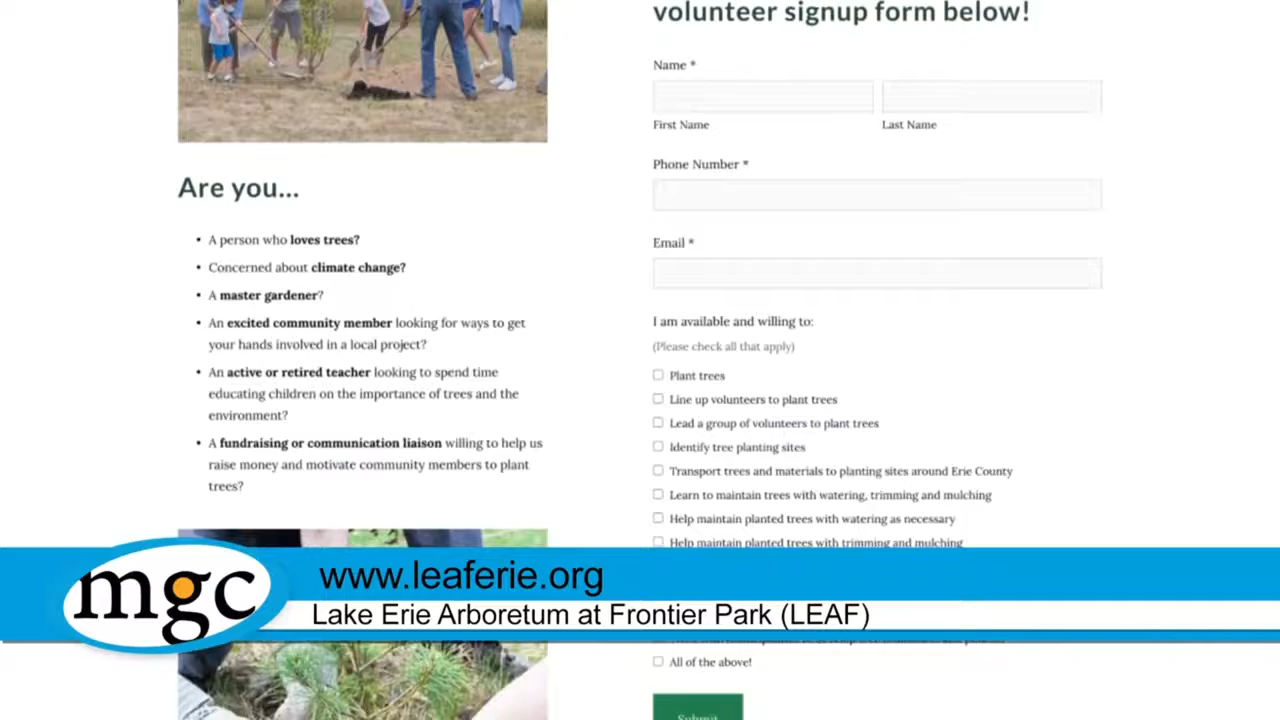 volunteer signup form below!
Name *
First Name
Last Name
Phone Number *
Email *
I am available and willing to:
(Please check all that apply)
Plant trees
Line up volunteers to plant trees
Lead a group of volunteers to plant trees
Identify tree planting sites
Transport trees and materials to planting sites around Erie County
Learn to maintain trees with watering, trimming and mulching
Help maintain planted trees with watering as necessary
Help maintain planted trees with trimming and mulching
All of the above!
Submit
Are you...
• A person who loves trees?
• Concerned about climate change?
• A master gardener?
• An excited community member looking for ways to get
your hands involved in a local project?
• An active or retired teacher looking to spend time
educating children on the importance of trees and the
environment?
• A fundraising or communication liaison willing to help us
raise money and motivate community members to plant
trees?
mgc
www.leaferie.org
Lake Erie Arboretum at Frontier Park (LEAF)